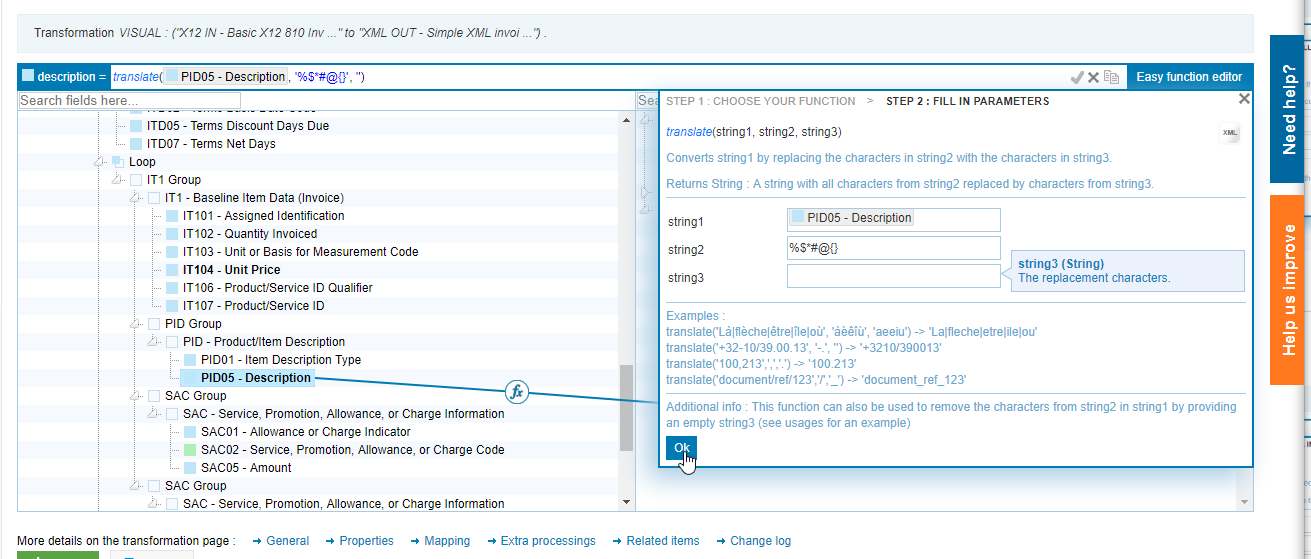 Transformation VISUAL : ("X12 IN - Basic X12 810 Inv ..." to "XML OUT - Simple XML invoi ...") .
description = translate( PID05 - Description , '%$*#@{}', '')
Easy function editor
Search fields here...
ITD05 - Terms Discount Days Due
ITD07 - Terms Net Days
Loop
IT1 Group
IT1 - Baseline Item Data (Invoice)
IT101 - Assigned Identification
IT102 - Quantity Invoiced
IT103 - Unit or Basis for Measurement Code
IT104 - Unit Price
IT106 - Product/Service ID Qualifier
IT107 - Product/Service ID
PID Group
PID - Product/Item Description
PID01 - Item Description Type
PID05 - Description
SAC Group
SAC - Service, Promotion, Allowance, or Charge Information
SAC01 - Allowance or Charge Indicator
SAC02 - Service, Promotion, Allowance, or Charge Code
SAC05 - Amount
SAC Group
SAC - Service, Promotion, Allowance, or Charge Information
fx
Sea
STEP 1 : CHOOSE YOUR FUNCTION > STEP 2 : FILL IN PARAMETERS
translate(string1, string2, string3)
XML
Converts string1 by replacing the characters in string2 with the characters in string3.
Returns String : A string with all characters from string2 replaced by characters from string3.
string1 PID05 - Description
string2 %$*#@{}
string3
string3 (String)
The replacement characters.
Examples :
translate('Là|flèche|être|île|où', 'àèêîù', 'aeeiu') -> 'La|fleche|etre|ile|ou'
translate('+32-10/39.00.13', '-.', '') -> '+3210/390013'
translate('100,213',',','.') -> '100.213'
translate('document/ref/123','/','_') -> 'document_ref_123'
Additional info : This function can also be used to remove the characters from string2 in string1 by providing
an empty string3 (see usages for an example)
Ok
Need help?
Help us improve
More details on the transformation page : General Properties Mapping Extra processings Related items Change log